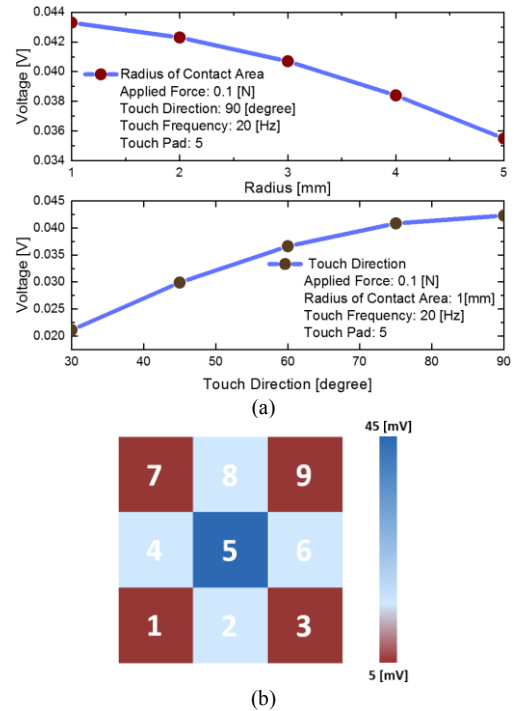 0.044
0.042
0.040
0.038
0.036
0.034
Voltage [V]
Radius of Contact Area
Applied Force: 0.1 [N]
Touch Direction: 90 [degree]
Touch Frequency: 20 [Hz]
Touch Pad: 5
1 2 3 4 5
Radius [mm]
0.045
0.040
0.035
0.030
0.025
0.020
Voltage [V]
Touch Direction
Applied Force: 0.1 [N]
Radius of Contact Area: 1[mm]
Touch Frequency: 20 [Hz]
Touch Pad: 5
30 40 50 60 70 80 90
Touch Direction [degree]
(a)
45 [mV]
7 8 9
4 5 6
1 2 3
5 [mV]
(b)